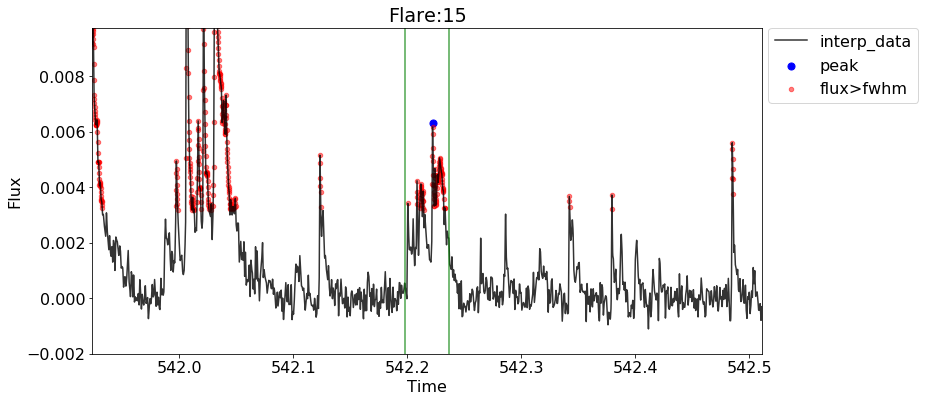 Flare:15
interp_data
peak
flux>fwhm
Flux
0.008
0.006
0.004
0.002
0.000
−0.002
542.0 542.1 542.2 542.3 542.4 542.5
Time